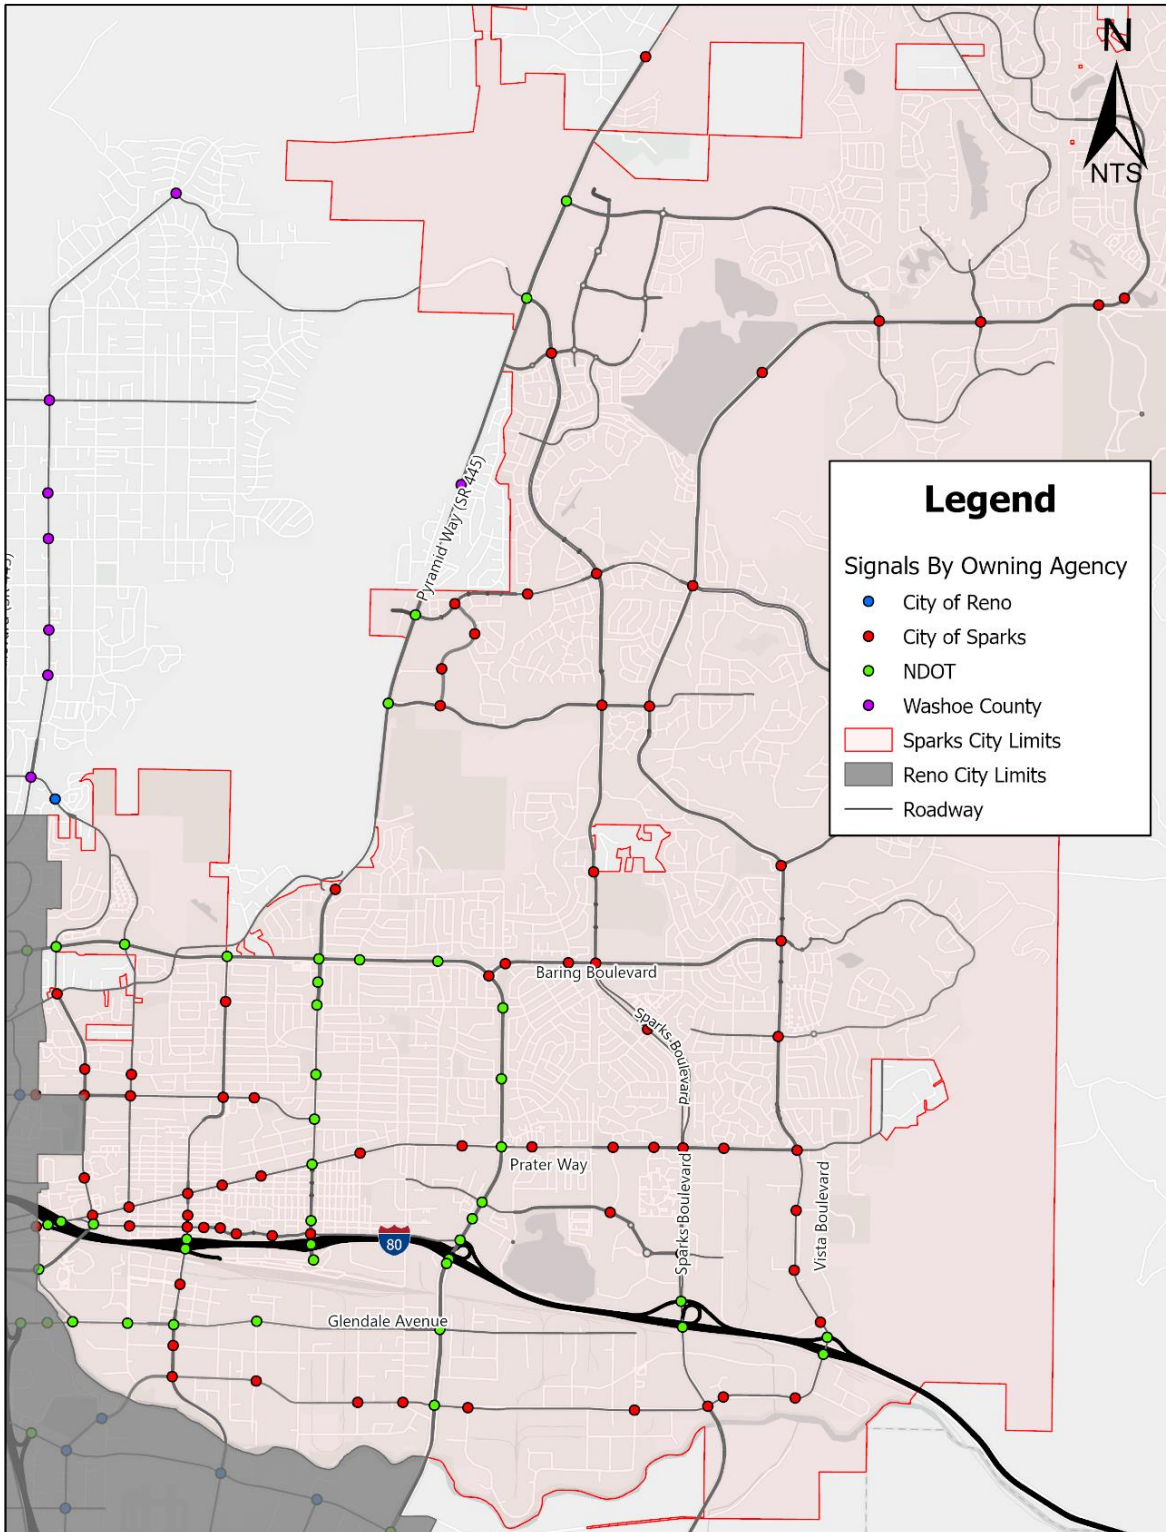 N
NTS
Pyramid Way (SR 445)
Legend
Signals By Owning Agency
City of Reno
City of Sparks
NDOT
Washoe County
Sparks City Limits
Reno City Limits
Roadway
Baring Boulevard
Sparks Boulevard
Prater Way
Sparks Boulevard
Vista Boulevard
80
Glendale Avenue